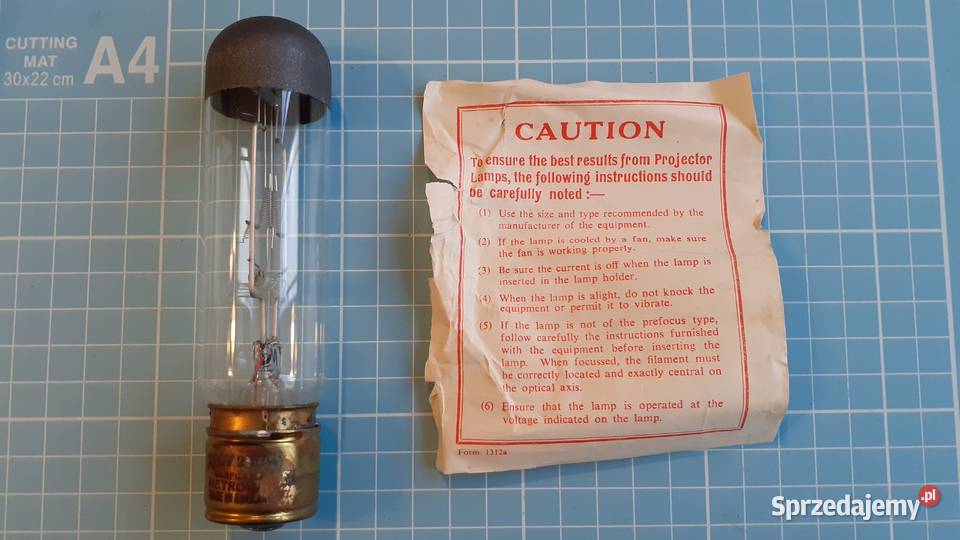 CUTTING
MAT
30x22 cm
A4
CAUTION
To ensure the best results from Projector
Lamps, the following instructions should
be carefully noted :—
(1) Use the size and type recommended by the
manufacturer of the equipment.
(2) If the lamp is cooled by a fan, make sure
the fan is working properly.
(3) Be sure the current is off when the lamp is
inserted in the lamp holder.
(4) When the lamp is alight, do not knock the
equipment or permit it to vibrate.
(5) If the lamp is not of the prefocus type,
follow carefully the instructions furnished
with the equipment before inserting the
lamp. When focussed, the filament must
be correctly located and exactly central on
the optical axis.
(6) Ensure that the lamp is operated at the
voltage indicated on the lamp.
Form 1312a
Sprzedajemy.pl